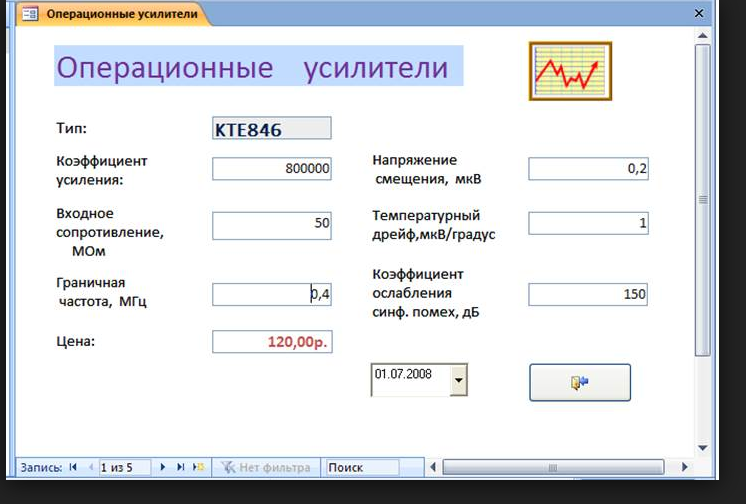 Операционные усилители
Операционные усилители
Тип:
KTE846
Коэффициент
усиления:
800000
Напряжение
смещения, мкВ
0,2
Входное
сопротивление,
МОм
50
Температурный
дрейф,мкВ/градус
1
Граничная
частота, МГц
0,4
Коэффициент
ослабления
синф. помех, дБ
150
Цена:
120,00р.
01.07.2008
Запись: 1 из 5 Нет фильтра Поиск